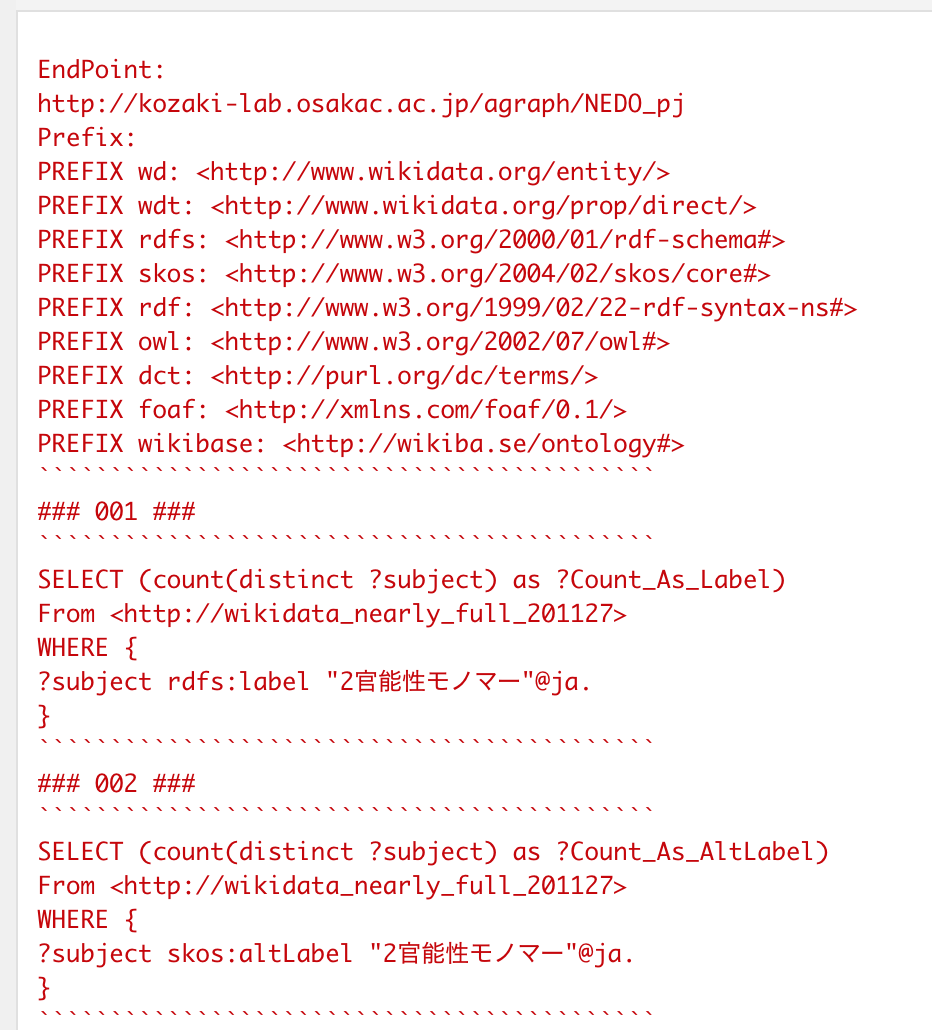 EndPoint:
http://kozaki-lab.osakac.ac.jp/agraph/NEDO_pj
Prefix:
PREFIX wd: <http://www.wikidata.org/entity/>
PREFIX wdt: <http://www.wikidata.org/prop/direct/>
PREFIX rdfs: <http://www.w3.org/2000/01/rdf-schema#>
PREFIX skos: <http://www.w3.org/2004/02/skos/core#>
PREFIX rdf: <http://www.w3.org/1999/02/22-rdf-syntax-ns#>
PREFIX owl: <http://www.w3.org/2002/07/owl#>
PREFIX dct: <http://purl.org/dc/terms/>
PREFIX foaf: <http://xmlns.com/foaf/0.1/>
PREFIX wikibase: <http://wikiba.se/ontology#>
```````````````````````````````````````````
### 001 ###
```````````````````````````````````````````
SELECT (count(distinct ?subject) as ?Count_As_Label)
From <http://wikidata_nearly_full_201127>
WHERE {
?subject rdfs:label "2官能性モノマー"@ja.
}
```````````````````````````````````````````
### 002 ###
```````````````````````````````````````````
SELECT (count(distinct ?subject) as ?Count_As_AltLabel)
From <http://wikidata_nearly_full_201127>
WHERE {
?subject skos:altLabel "2官能性モノマー"@ja.
}
```````````````````````````````````````````